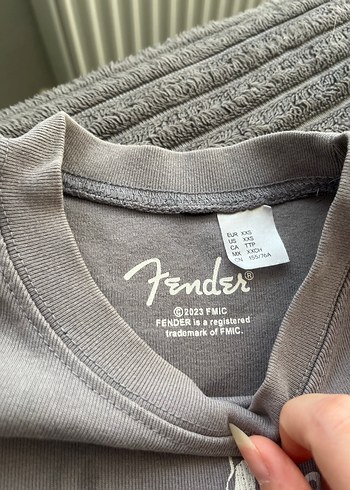 EUR XXS
US XXS
CA TTP
MX XXCH
CN 155/76A
Fender®
©2023 FMIC
FENDER is a registered
trademark of FMIC.